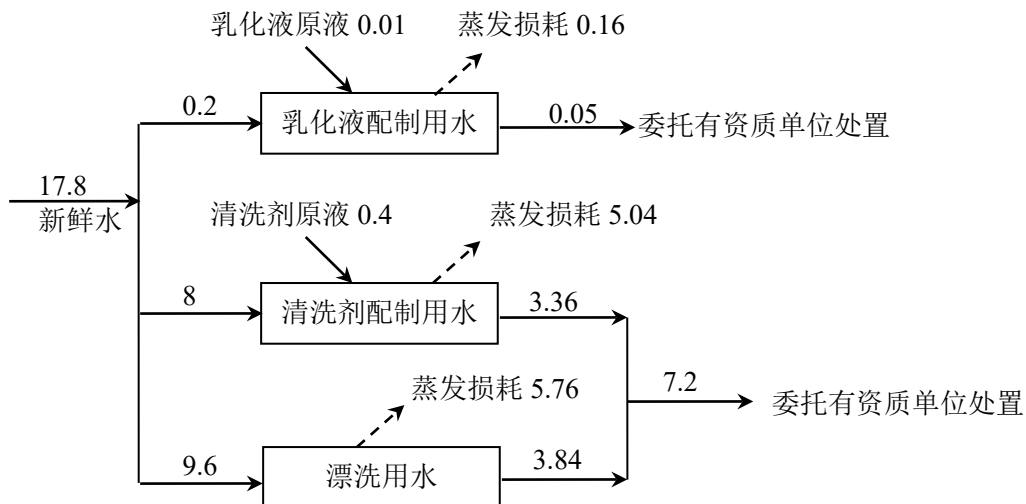 乳化液原液 0.01
蒸发损耗 0.16
0.2
乳化液配制用水
0.05
委托有资质单位处置
17.8
新鲜水
清洗剂原液 0.4
蒸发损耗 5.04
8
清洗剂配制用水
3.36
蒸发损耗 5.76
7.2
委托有资质单位处置
9.6
漂洗用水
3.84